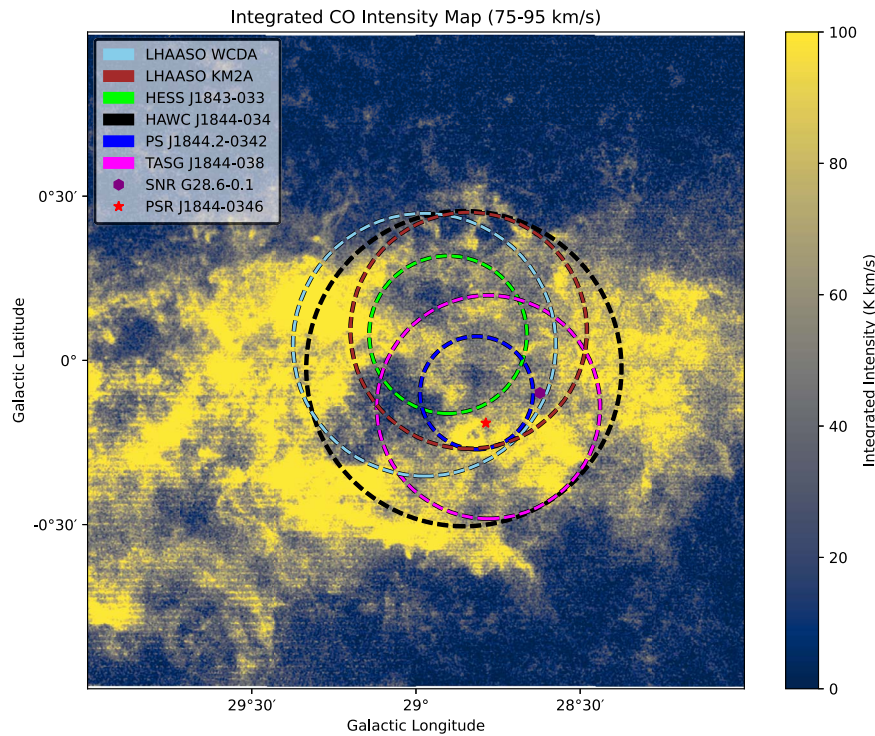 Integrated CO Intensity Map (75-95 km/s)
LHAASO WCDA
LHAASO KM2A
HESS J1843-033
HAWC J1844-034
PS J1844.2-0342
TASG J1844-038
SNR G28.6-0.1
PSR J1844-0346
0°30′
0°
-0°30′
Galactic Latitude
29°30′
29°
28°30′
Galactic Longitude
100
80
60
40
20
0
Integrated Intensity (K km/s)